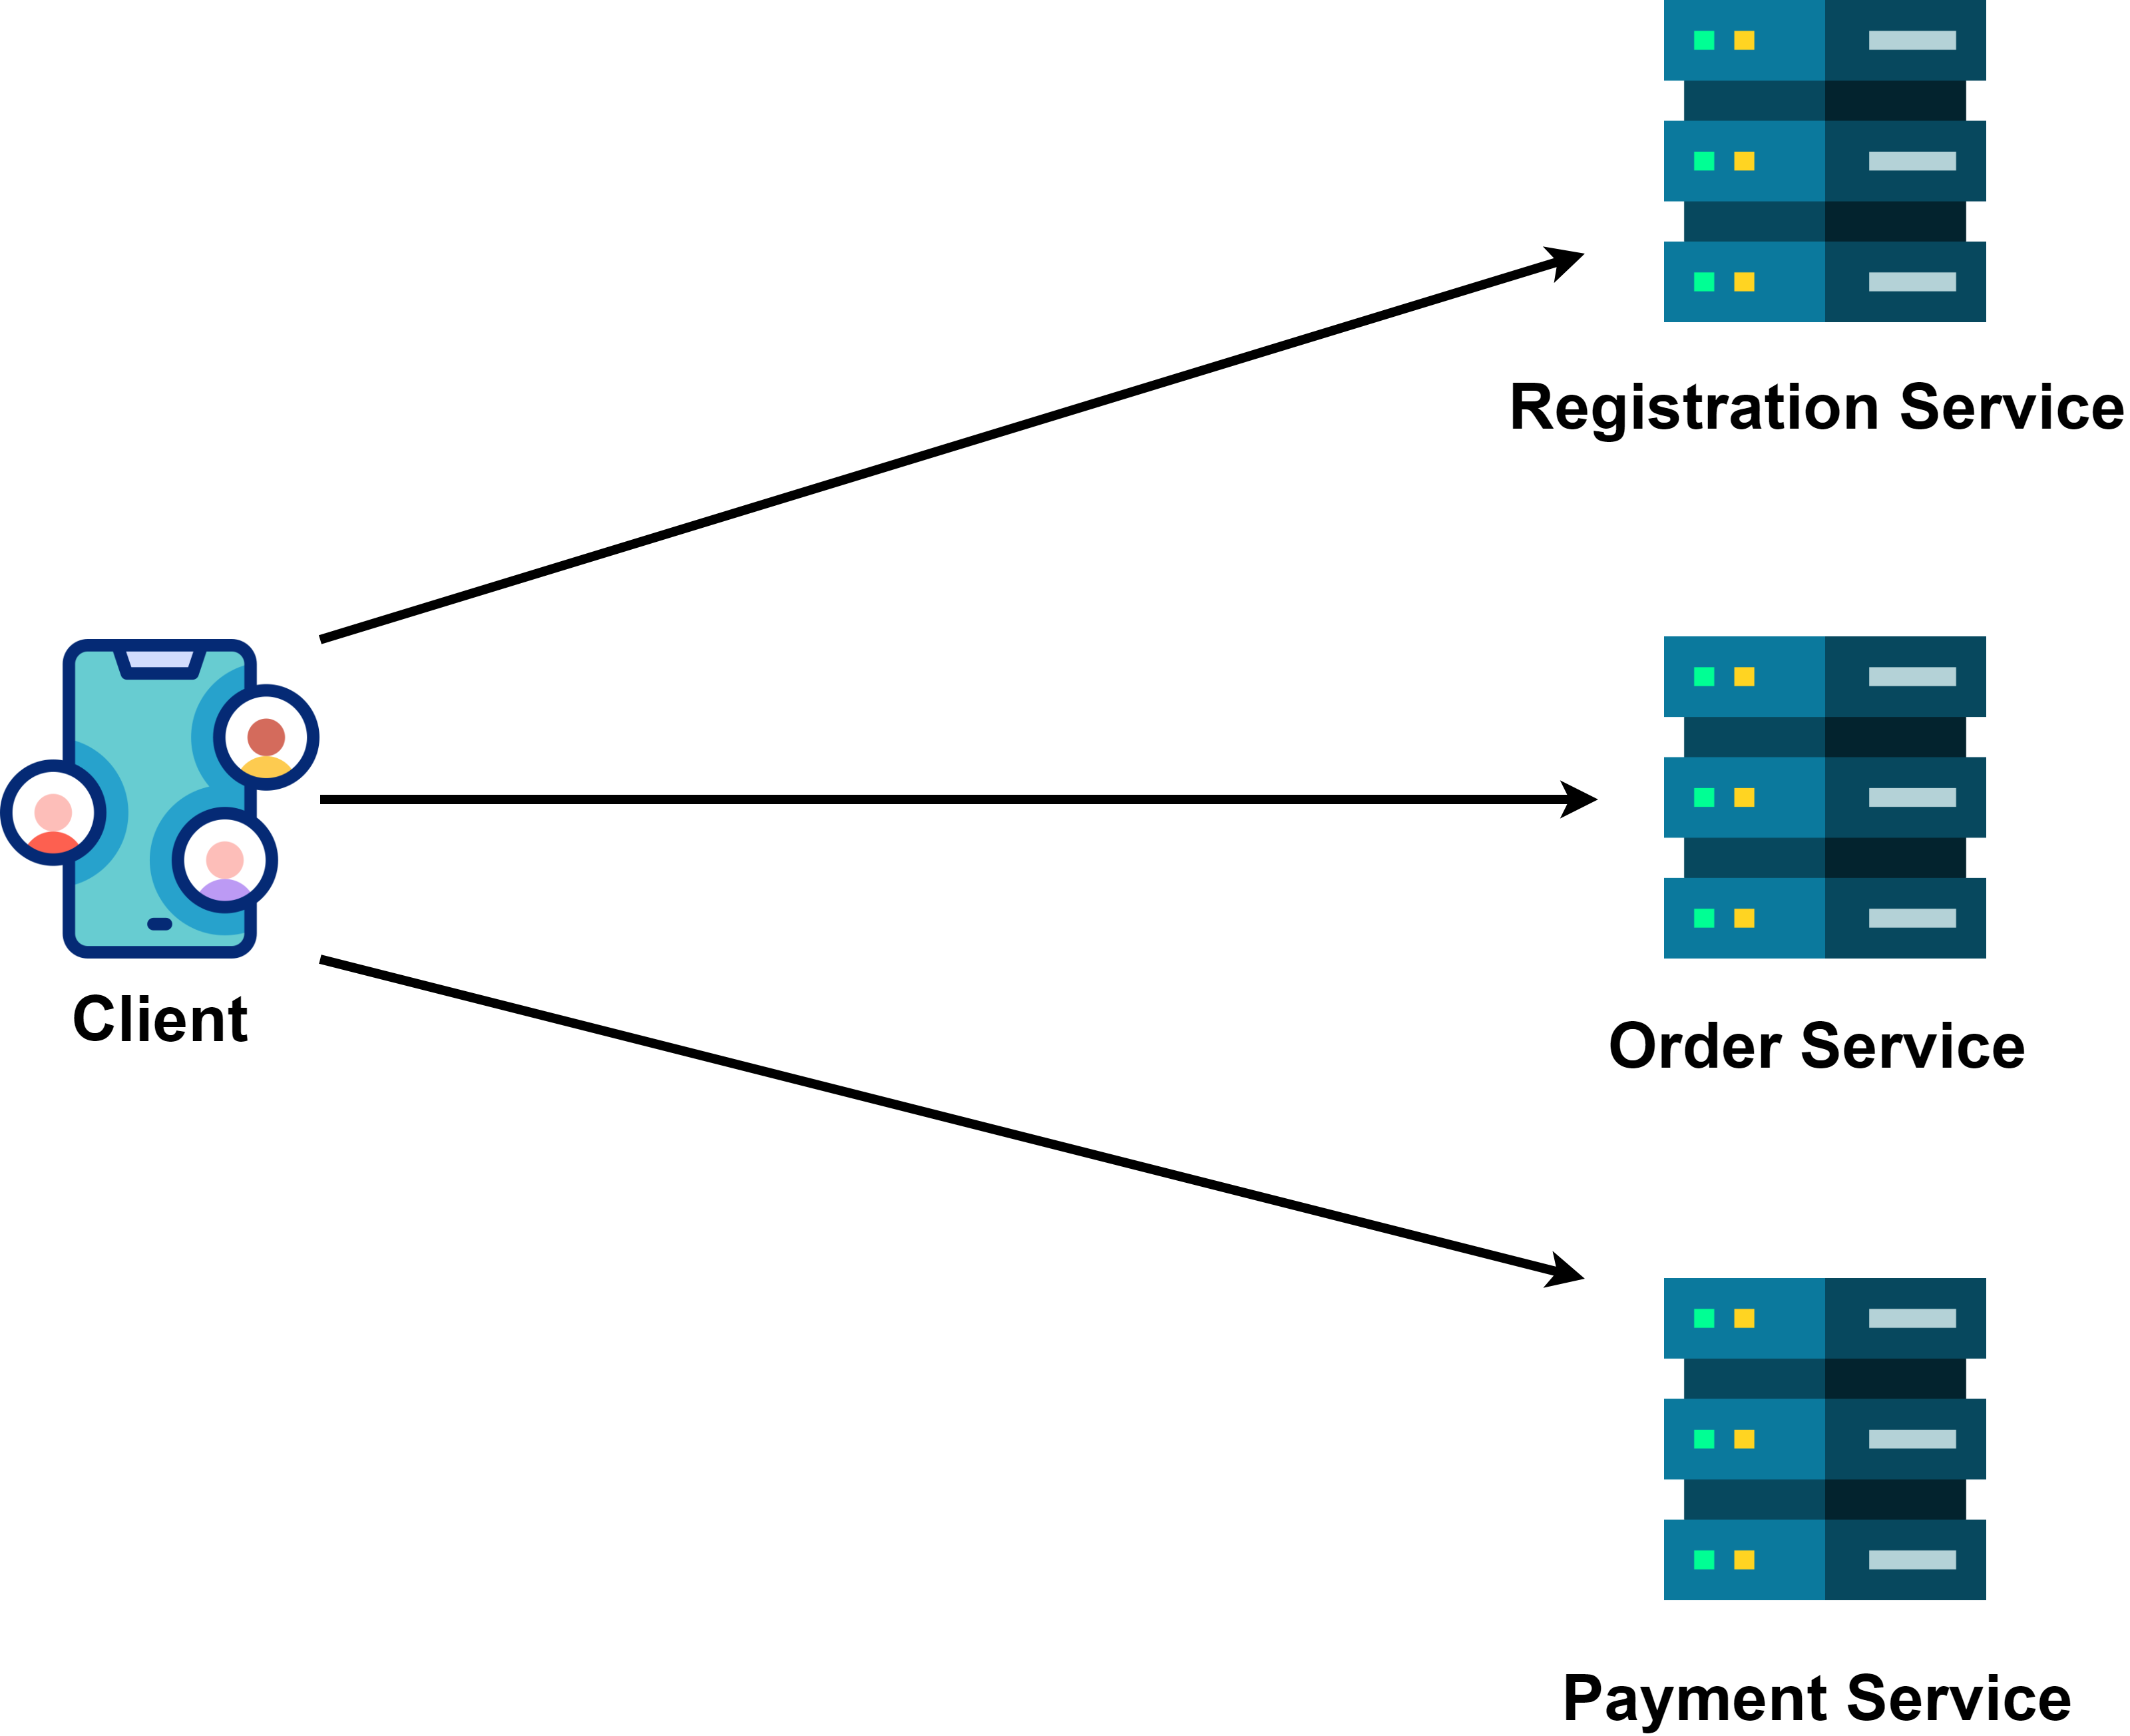 Registration Service
Client
Order Service
Payment Service